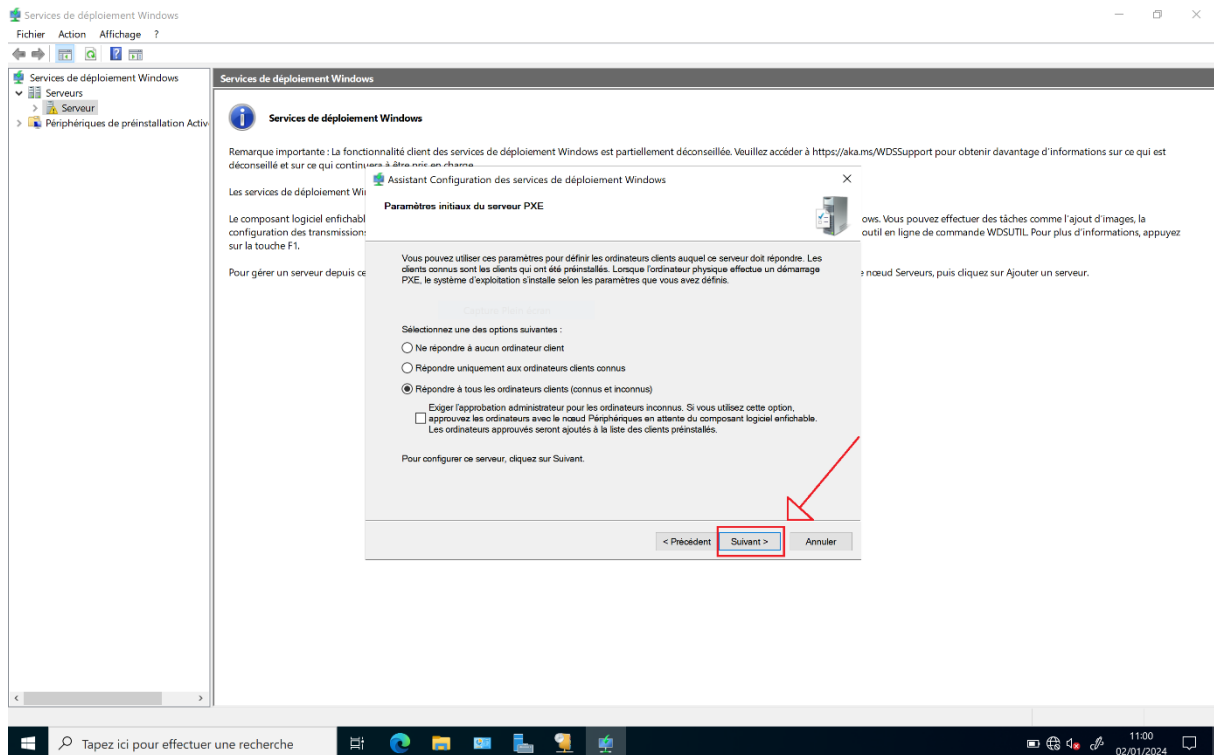 Services de déploiement Windows
Fichier Action Affichage ?
Services de déploiement Windows
Serveurs
Serveur
Périphériques de préinstallation Activ
Services de déploiement Windows
Services de déploiement Windows
Remarque importante : La fonctionnalité client des services de déploiement Windows est partiellement déconseillée. Veuillez accéder à https://aka.ms/WDSSupport pour obtenir davantage d'informations sur ce qui est
déconseillé et sur ce qui continuera à être pris en charge
Les services de déploiement Wi
Le composant logiciel enfichabl ows. Vous pouvez effectuer des tâches comme l'ajout d'images, la
configuration des transmissions outil en ligne de commande WDSUTIL. Pour plus d'informations, appuyez
sur la touche F1.
Pour gérer un serveur depuis ce e nœud Serveurs, puis cliquez sur Ajouter un serveur.
Assistant Configuration des services de déploiement Windows
Paramètres initiaux du serveur PXE
Vous pouvez utiliser ces paramètres pour définir les ordinateurs clients auquel ce serveur doit répondre. Les
clients connus sont les clients qui ont été préinstallés. Lorsque l'ordinateur physique effectue un démarrage
PXE, le système d'exploitation s'installe selon les paramètres que vous avez définis.
Sélectionnez une des options suivantes :
Ne répondre à aucun ordinateur client
Répondre uniquement aux ordinateurs clients connus
Répondre à tous les ordinateurs clients (connus et inconnus)
Exiger l'approbation administrateur pour les ordinateurs inconnus. Si vous utilisez cette option,
approuvez les ordinateurs avec le nœud Périphériques en attente du composant logiciel enfichable.
Les ordinateurs approuvés seront ajoutés à la liste des clients préinstallés.
Pour configurer ce serveur, cliquez sur Suivant.
< Précédent Suivant > Annuler
Tapez ici pour effectuer une recherche
11:00
02/01/2024